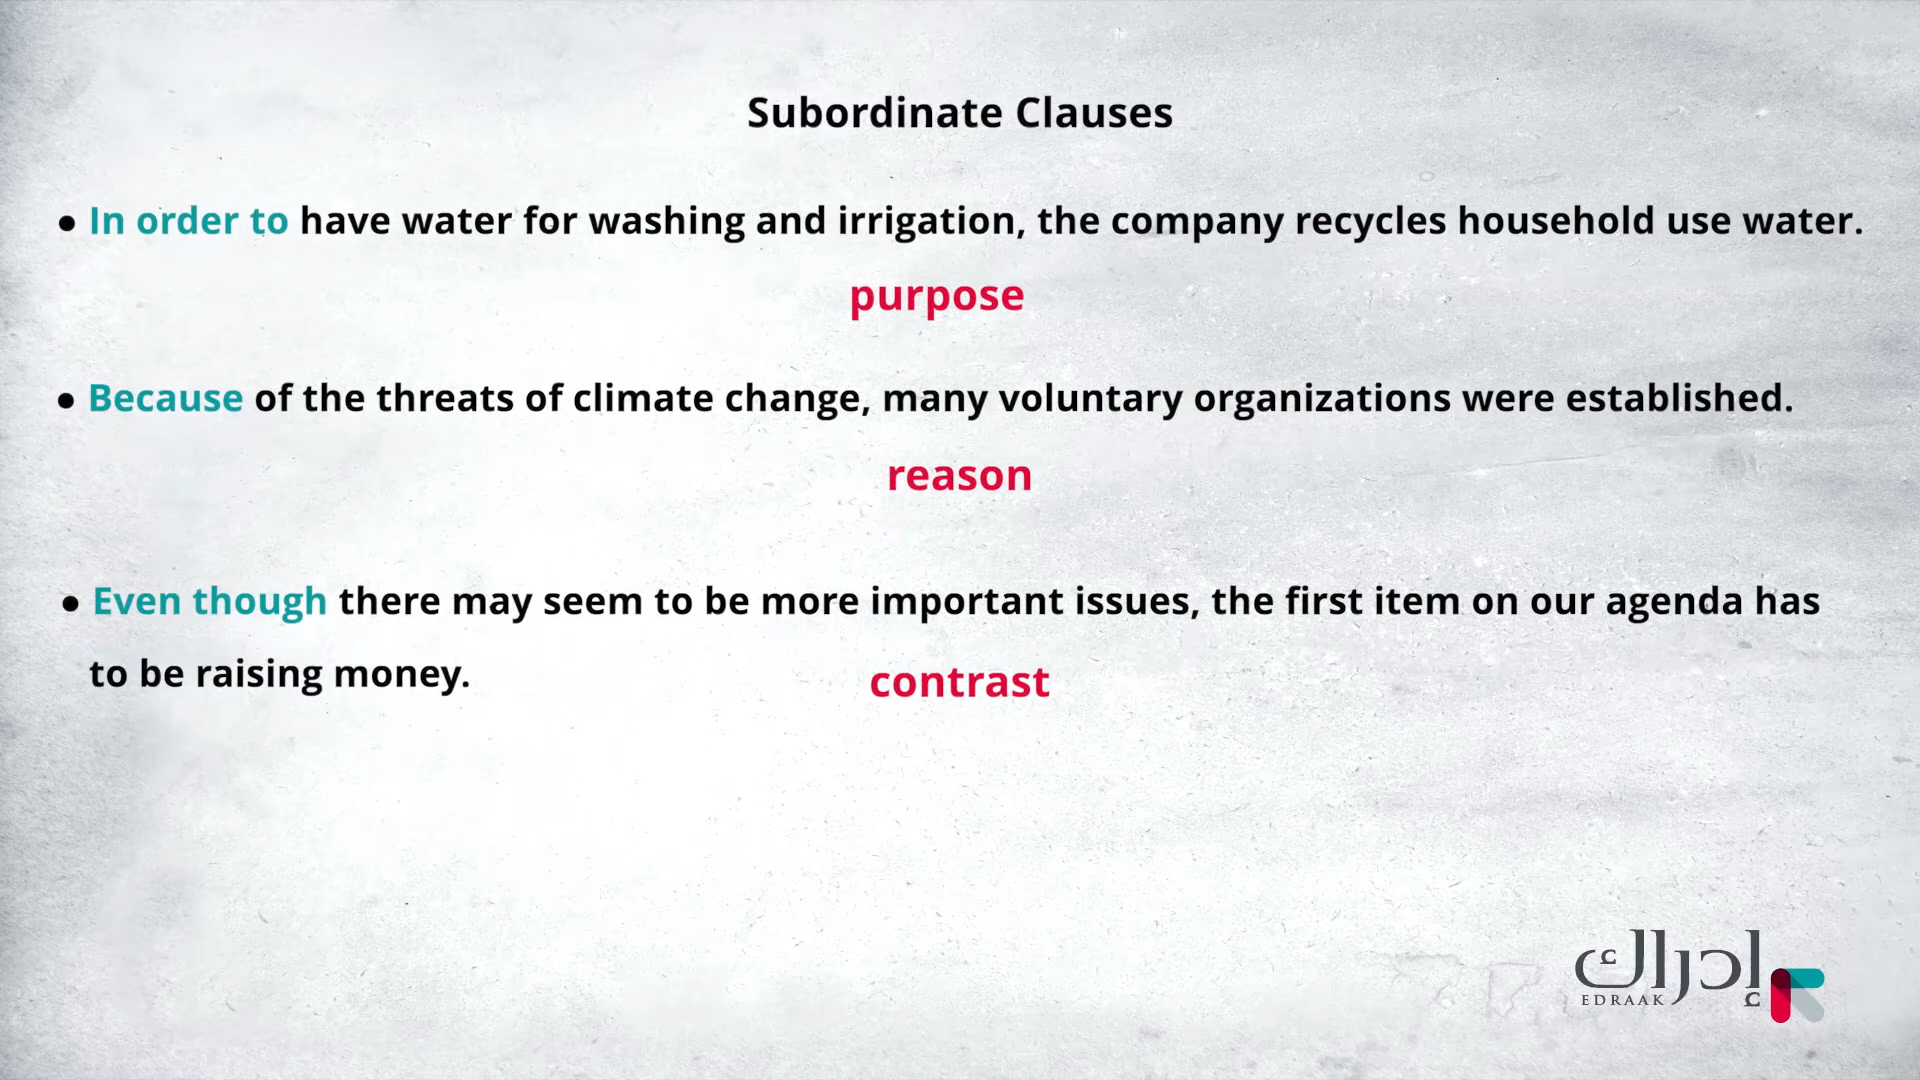 Subordinate Clauses
• In order to have water for washing and irrigation, the company recycles household use water.
purpose
• Because of the threats of climate change, many voluntary organizations were established.
reason
• Even though there may seem to be more important issues, the first item on our agenda has
to be raising money.
contrast
إدراك
EDRAAK